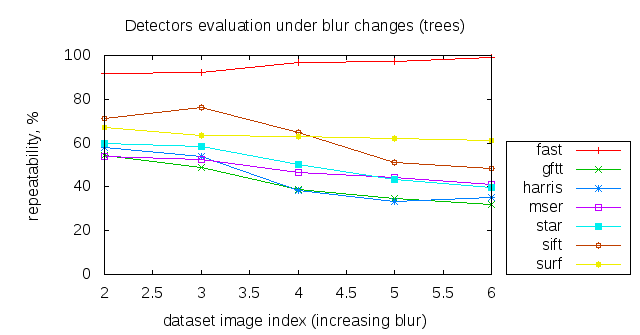 Detectors evaluation under blur changes (trees)
100
80
60
40
20
0
repeatability, %
2 2.5 3 3.5 4 4.5 5 5.5 6
dataset image index (increasing blur)
fast
gftt
harris
mser
star
sift
surf